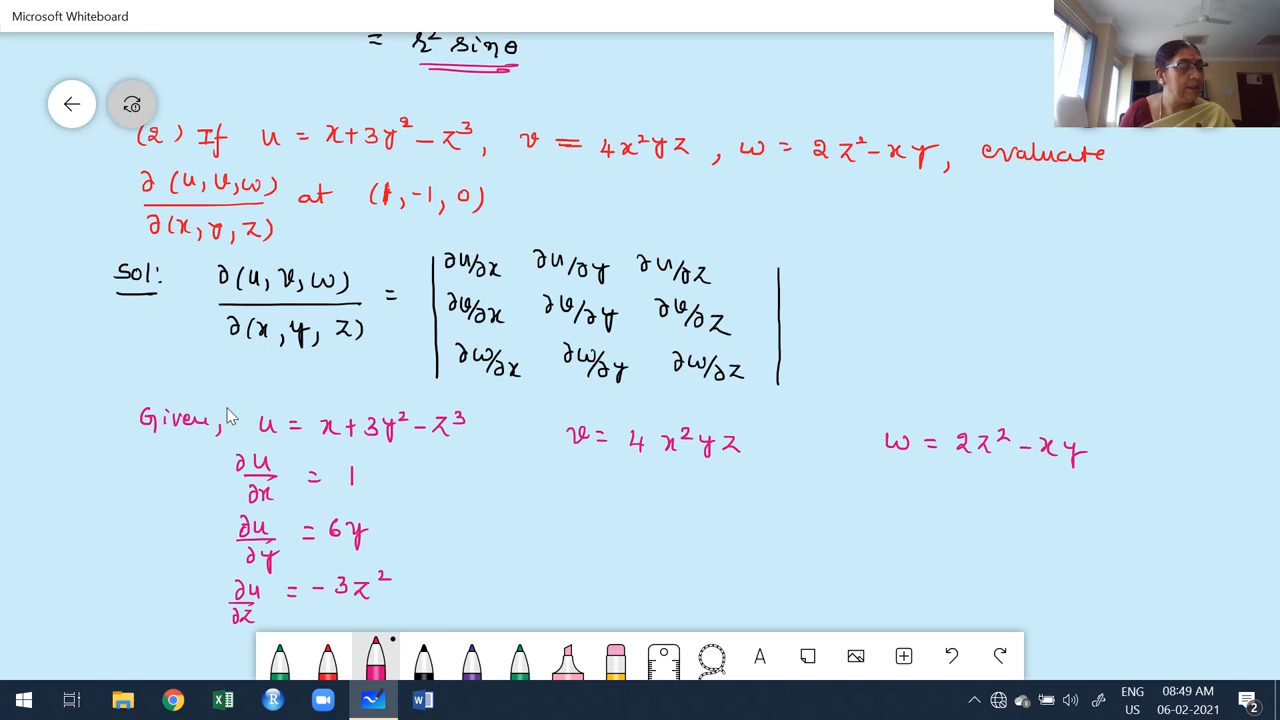 Microsoft Whiteboard
= r² sinθ
(2) If u = x+3y²-z³, v = 4x²yz, w = 2z²-xy, evaluate
∂(u,v,w)/∂(x,y,z) at (1,-1,0)
Sol: ∂(u,v,w)/∂(x,y,z) = | ∂u/∂x ∂u/∂y ∂u/∂z |
| ∂v/∂x ∂v/∂y ∂v/∂z |
| ∂w/∂x ∂w/∂y ∂w/∂z |
Given, u = x+3y²-z³ v = 4x²yz w = 2z²-xy
∂u/∂x = 1
∂u/∂y = 6y
∂u/∂z = -3z²
A
ENG 08:49 AM
US 06-02-2021
2